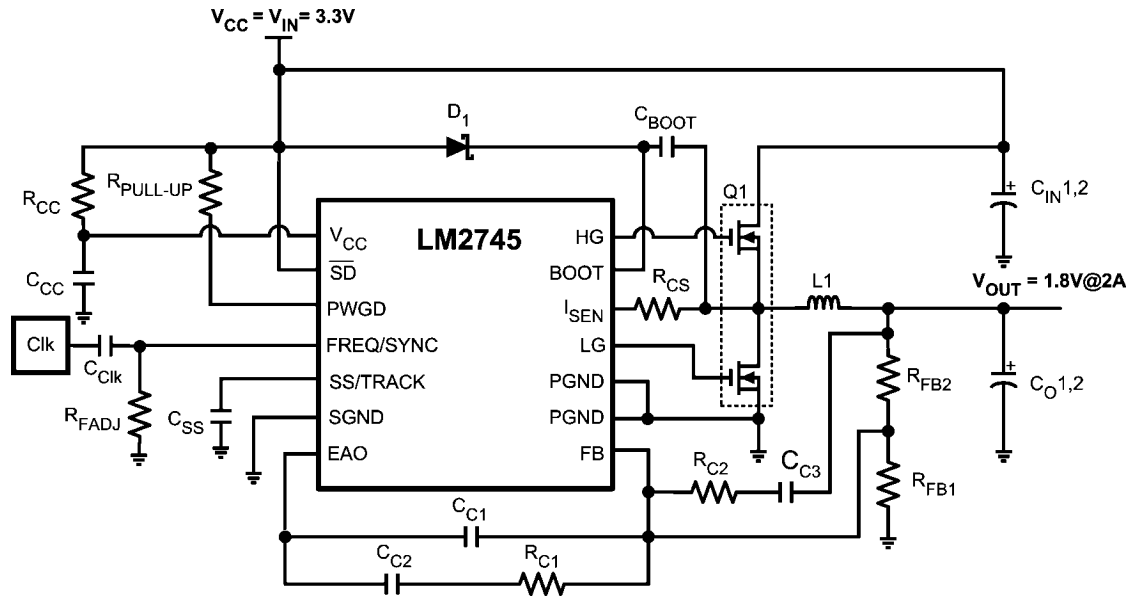 VCC = VIN = 3.3V
D1
CBOOT
RCC
RPULL-UP
Q1
CIN1,2
LM2745
VCC
HG
SD
BOOT
RCS
L1
VOUT = 1.8V@2A
CCC
PWGD
ISEN
Clk
CClk
FREQ/SYNC
LG
RFADJ
CSS
SS/TRACK
PGND
RFB2
CO1,2
SGND
PGND
EAO
FB
RC2
CC3
RFB1
CC1
CC2
RC1